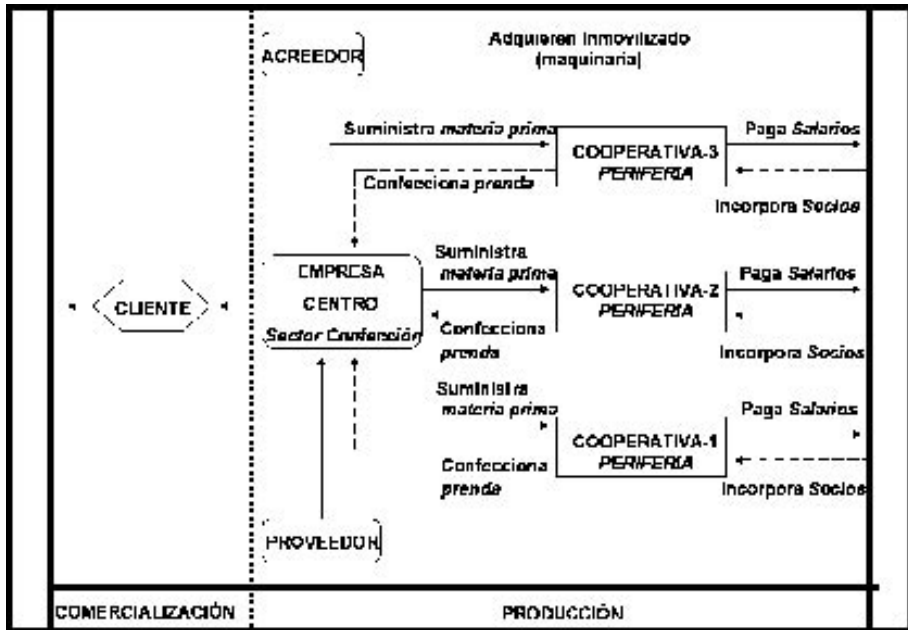 ACREEDOR
Adquieren Inmovilizado
(maquinaria)
Suministra materia prima
Paga Salarios
COOPERATIVA-3
PERIFERIA
Confecciona prenda
Incorpora Socios
EMPRESA
CENTRO
Sector Confección
Suministra
materia prima
Paga Salarios
CLIENTE
COOPERATIVA-2
PERIFERIA
Confecciona
prenda
Incorpora Socios
Suministra
materia prima
Paga Salarios
COOPERATIVA-1
PERIFERIA
Confecciona
prenda
Incorpora Socios
PROVEEDOR
COMERCIALIZACIÓN
PRODUCCIÓN